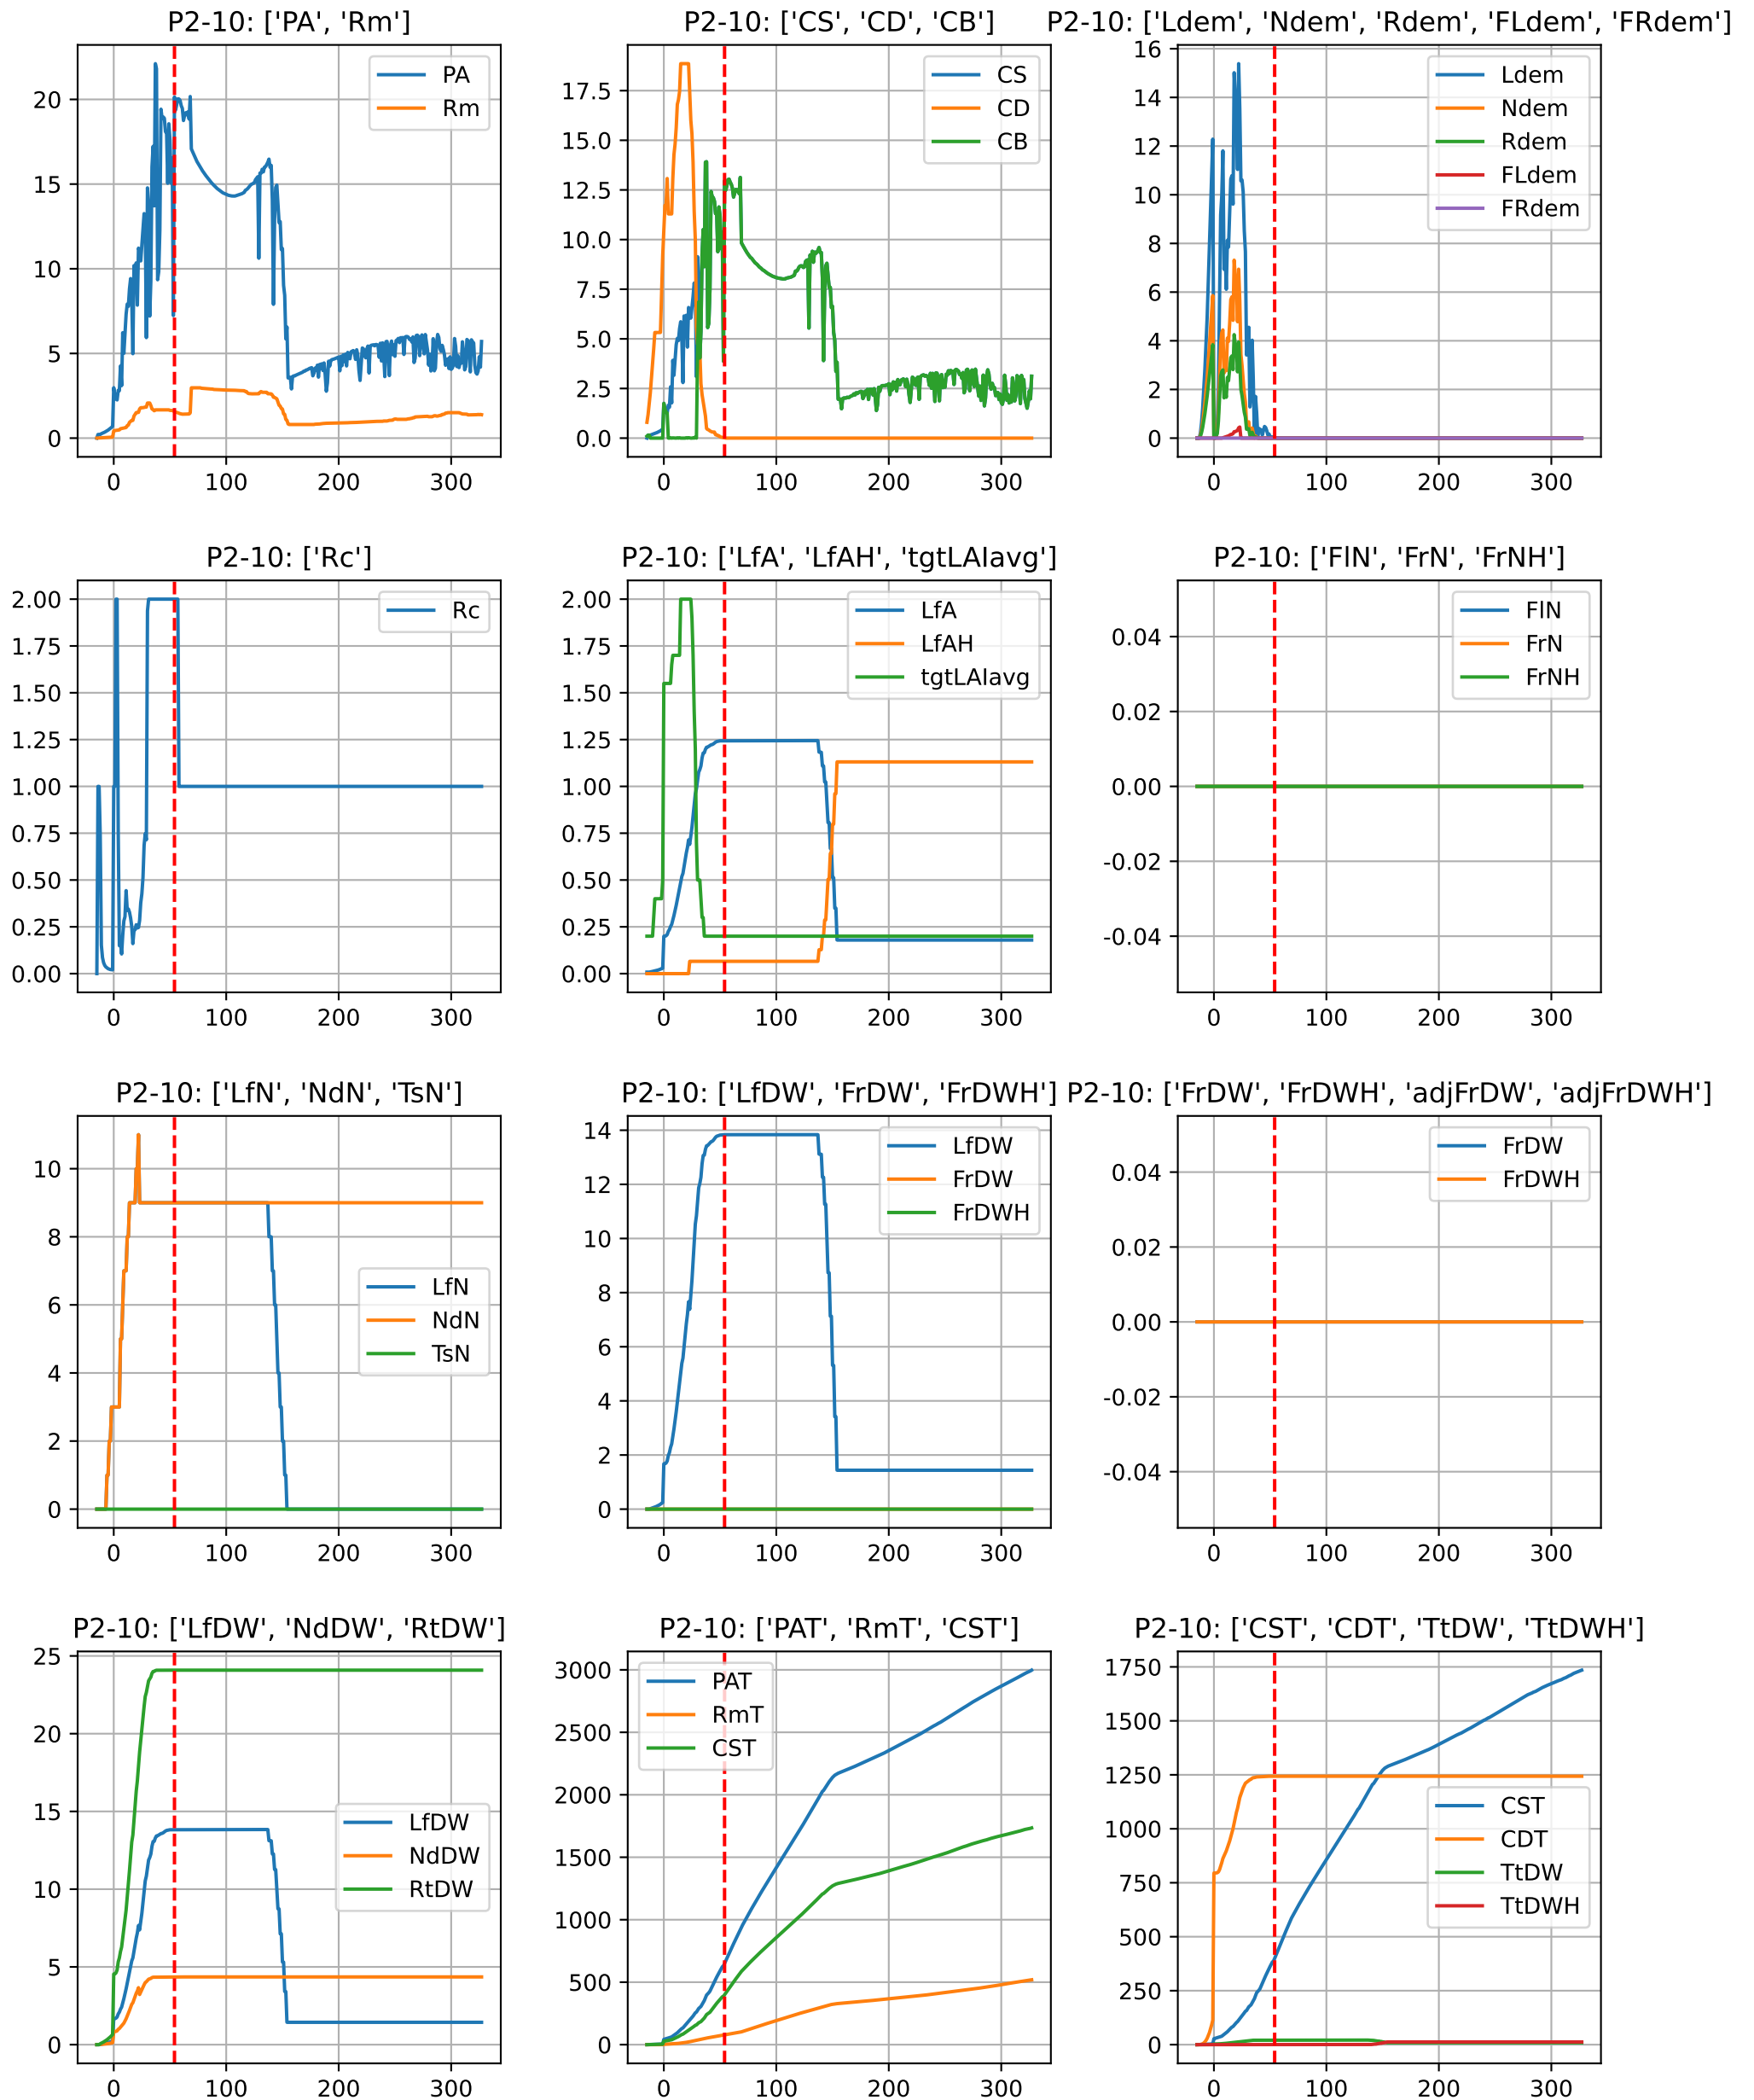 P2-10: ['PA', 'Rm']
PA
Rm
20
15
10
5
0
0 100 200 300
P2-10: ['CS', 'CD', 'CB']
CS
CD
CB
17.5
15.0
12.5
10.0
7.5
5.0
2.5
0.0
0 100 200 300
P2-10: ['Ldem', 'Ndem', 'Rdem', 'FLdem', 'FRdem']
Ldem
Ndem
Rdem
FLdem
FRdem
16
14
12
10
8
6
4
2
0
0 100 200 300
P2-10: ['Rc']
Rc
2.00
1.75
1.50
1.25
1.00
0.75
0.50
0.25
0.00
0 100 200 300
P2-10: ['LfA', 'LfAH', 'tgtLAIavg']
LfA
LfAH
tgtLAIavg
2.00
1.75
1.50
1.25
1.00
0.75
0.50
0.25
0.00
0 100 200 300
P2-10: ['FlN', 'FrN', 'FrNH']
FlN
FrN
FrNH
0.04
0.02
0.00
-0.02
-0.04
0 100 200 300
P2-10: ['LfN', 'NdN', 'TsN']
LfN
NdN
TsN
10
8
6
4
2
0
0 100 200 300
P2-10: ['LfDW', 'FrDW', 'FrDWH']
LfDW
FrDW
FrDWH
14
12
10
8
6
4
2
0
0 100 200 300
P2-10: ['FrDW', 'FrDWH', 'adjFrDW', 'adjFrDWH']
FrDW
FrDWH
0.04
0.02
0.00
-0.02
-0.04
0 100 200 300
P2-10: ['LfDW', 'NdDW', 'RtDW']
LfDW
NdDW
RtDW
25
20
15
10
5
0
0 100 200 300
P2-10: ['PAT', 'RmT', 'CST']
PAT
RmT
CST
3000
2500
2000
1500
1000
500
0
0 100 200 300
P2-10: ['CST', 'CDT', 'TtDW', 'TtDWH']
CST
CDT
TtDW
TtDWH
1750
1500
1250
1000
750
500
250
0
0 100 200 300